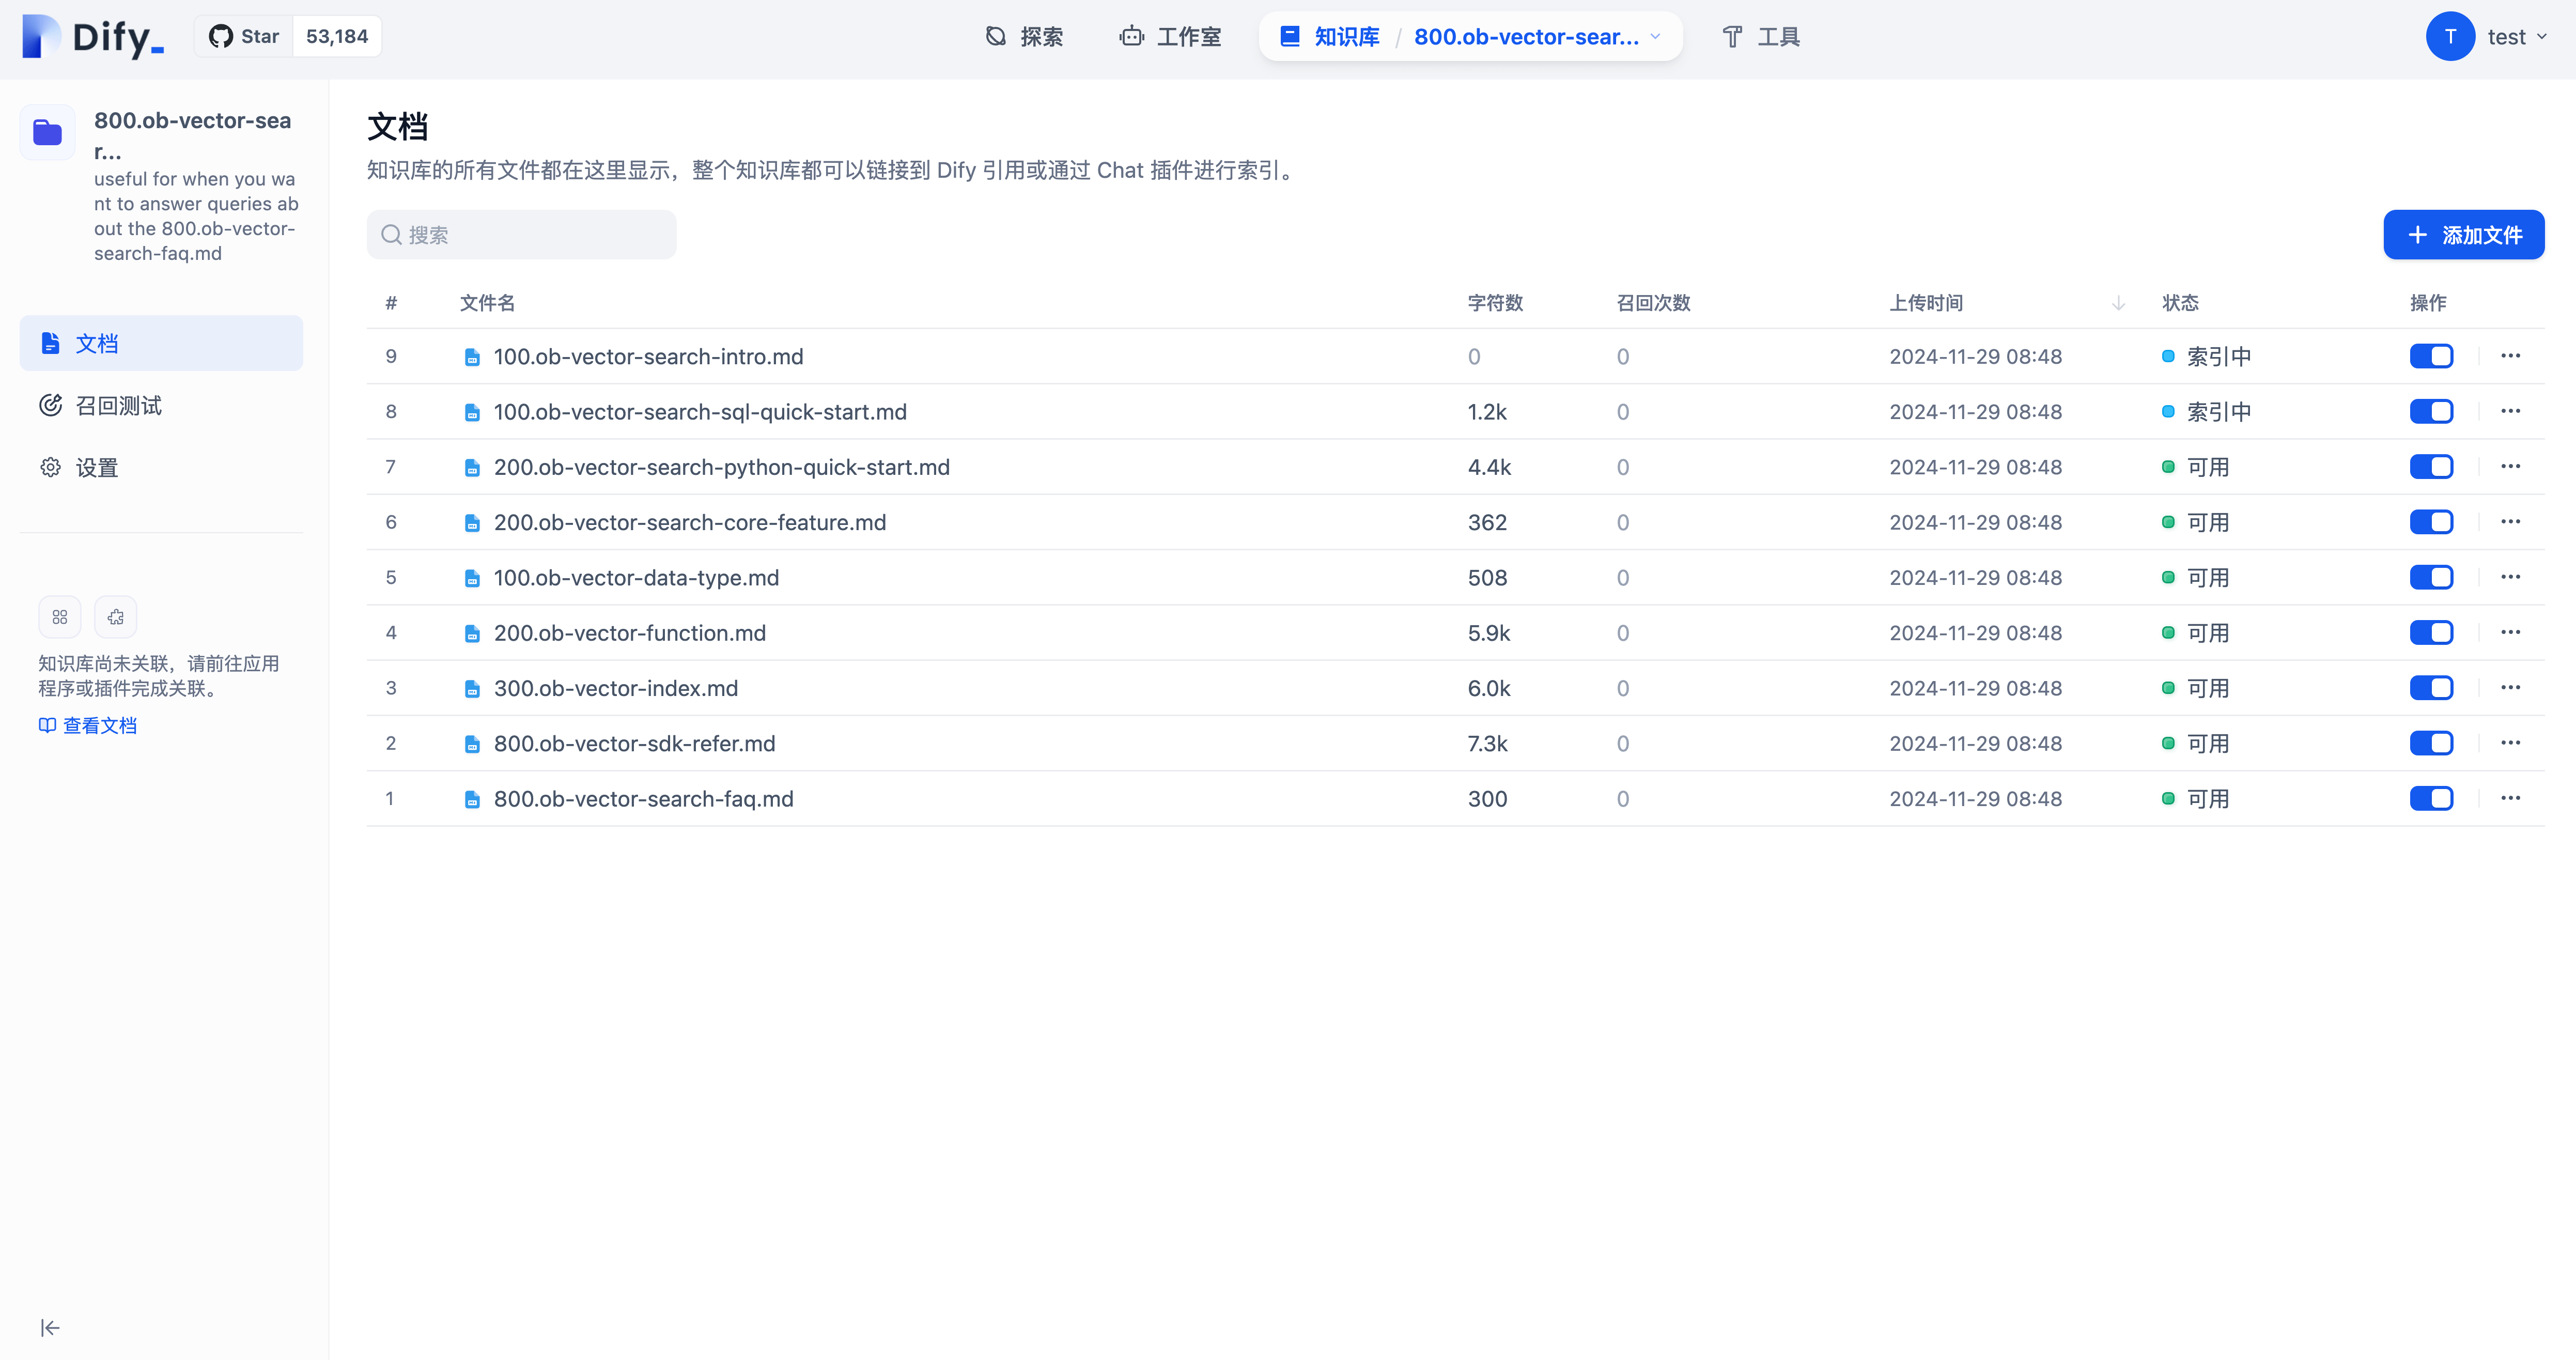 Dify_
Star 53,184
探索
工作室
知识库 / 800.ob-vector-sear...
工具
T test
800.ob-vector-sea
r...
useful for when you wa
nt to answer queries ab
out the 800.ob-vector-
search-faq.md
文档
召回测试
设置
知识库尚未关联，请前往应用
程序或插件完成关联。
查看文档
文档
知识库的所有文件都在这里显示，整个知识库都可以链接到 Dify 引用或通过 Chat 插件进行索引。
搜索
添加文件
# 文件名 字符数 召回次数 上传时间 状态 操作
9 100.ob-vector-search-intro.md 0 0 2024-11-29 08:48 索引中
8 100.ob-vector-search-sql-quick-start.md 1.2k 0 2024-11-29 08:48 索引中
7 200.ob-vector-search-python-quick-start.md 4.4k 0 2024-11-29 08:48 可用
6 200.ob-vector-search-core-feature.md 362 0 2024-11-29 08:48 可用
5 100.ob-vector-data-type.md 508 0 2024-11-29 08:48 可用
4 200.ob-vector-function.md 5.9k 0 2024-11-29 08:48 可用
3 300.ob-vector-index.md 6.0k 0 2024-11-29 08:48 可用
2 800.ob-vector-sdk-refer.md 7.3k 0 2024-11-29 08:48 可用
1 800.ob-vector-search-faq.md 300 0 2024-11-29 08:48 可用